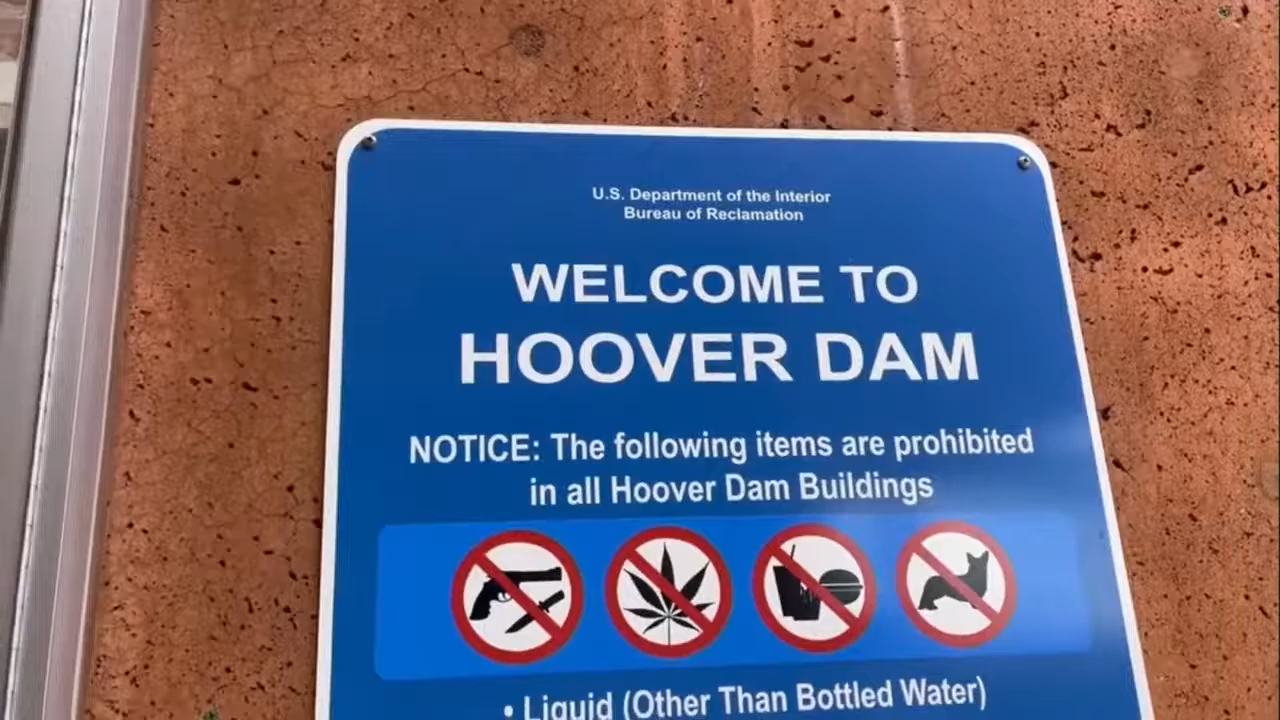 U.S. Department of the Interior
Bureau of Reclamation
WELCOME TO
HOOVER DAM
NOTICE: The following items are prohibited
in all Hoover Dam Buildings
• Liquid (Other Than Bottled Water)